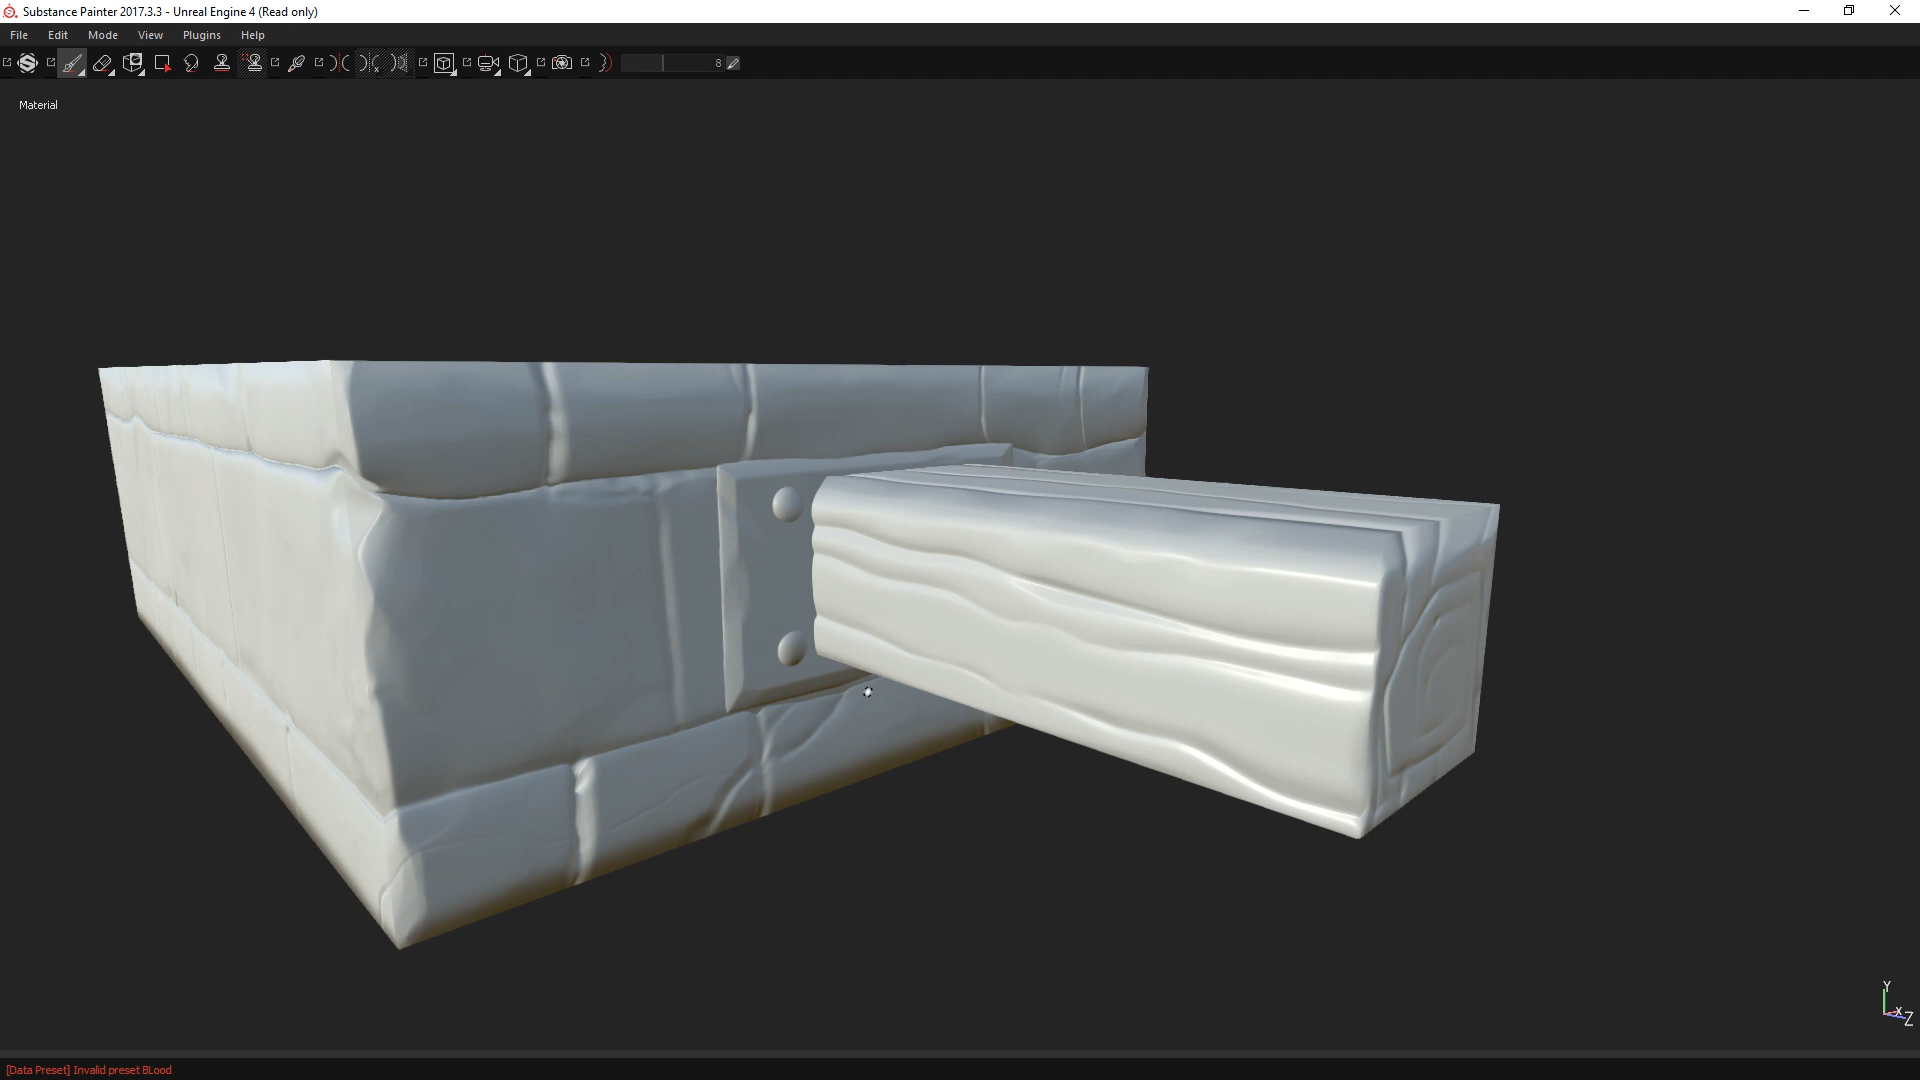 Substance Painter 2017.3.3 - Unreal Engine 4 (Read only)
File Edit Mode View Plugins Help
8
Material
Y
X
Z
[Data Preset] Invalid preset BLood